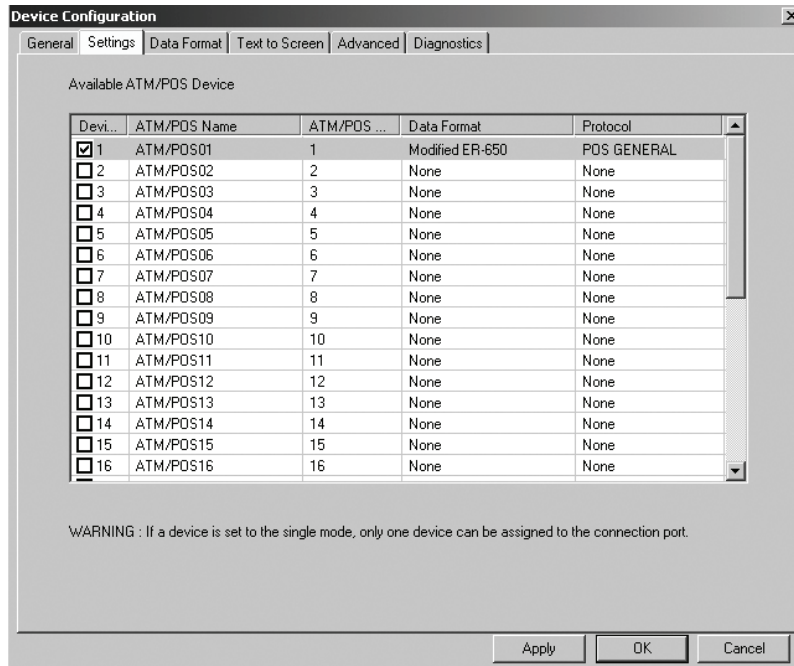 Device Configuration
General Settings Data Format Text to Screen Advanced Diagnostics
Available ATM/POS Device
Devi... ATM/POS Name ATM/POS ... Data Format Protocol
1 ATM/POS01 1 Modified ER-650 POS GENERAL
2 ATM/POS02 2 None None
3 ATM/POS03 3 None None
4 ATM/POS04 4 None None
5 ATM/POS05 5 None None
6 ATM/POS06 6 None None
7 ATM/POS07 7 None None
8 ATM/POS08 8 None None
9 ATM/POS09 9 None None
10 ATM/POS10 10 None None
11 ATM/POS11 11 None None
12 ATM/POS12 12 None None
13 ATM/POS13 13 None None
14 ATM/POS14 14 None None
15 ATM/POS15 15 None None
16 ATM/POS16 16 None None
WARNING : If a device is set to the single mode, only one device can be assigned to the connection port.
Apply OK Cancel